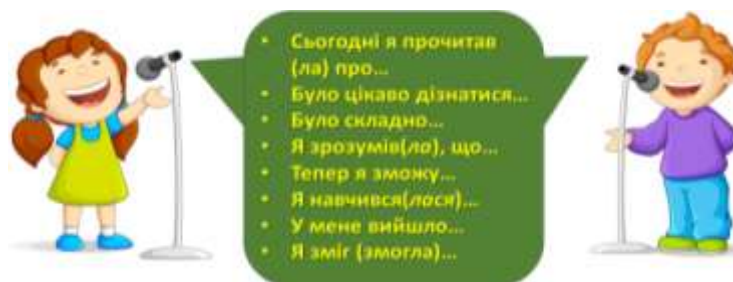 • Сьогодні я прочитав
(ла) про...
• Було цікаво дізнатися...
• Було складно...
• Я зрозумів(ла), що...
• Тепер я зможу...
• Я навчився(лася)...
• У мене вийшло...
• Я зміг (змогла)...